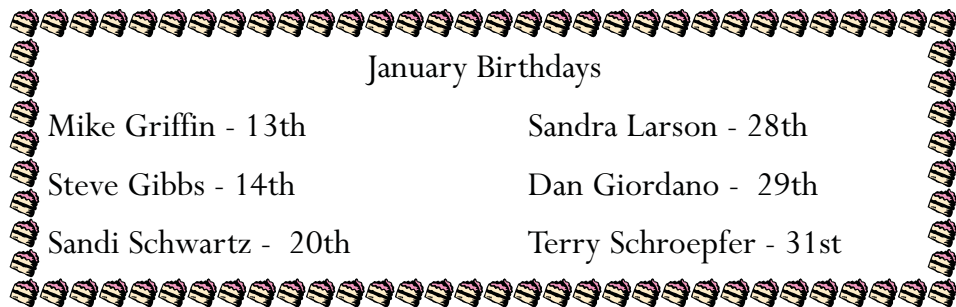 January Birthdays
Mike Griffin - 13th
Steve Gibbs - 14th
Sandi Schwartz -  20th
Sandra Larson - 28th
Dan Giordano -  29th
Terry Schroepfer - 31st